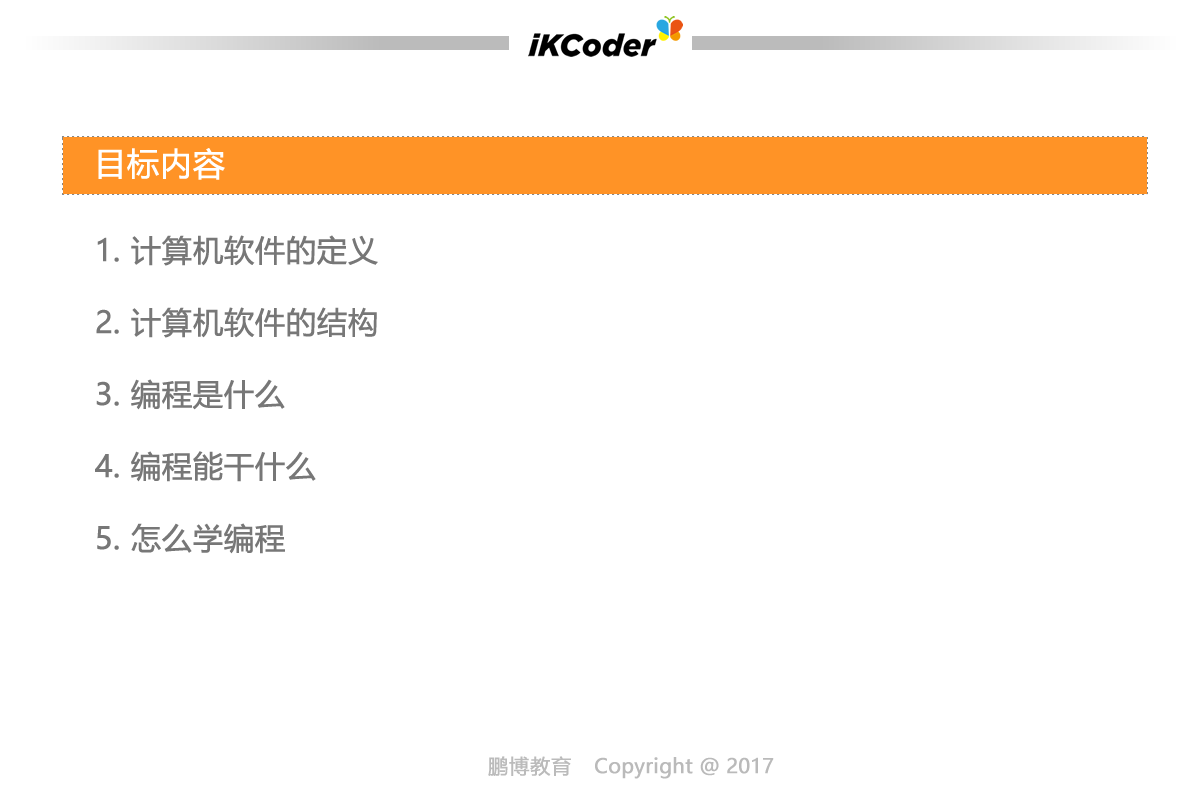 iKCoder
目标内容
1. 计算机软件的定义
2. 计算机软件的结构
3. 编程是什么
4. 编程能干什么
5. 怎么学编程
鹏博教育 Copyright @ 2017